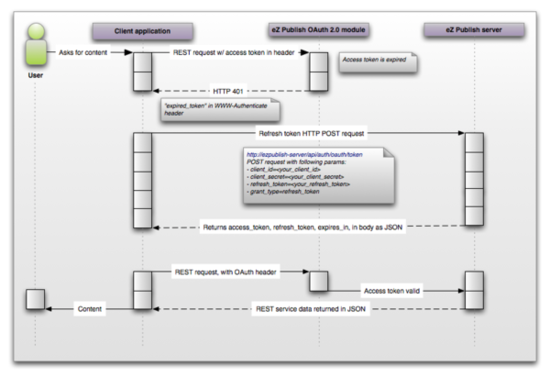 Client application
eZ Publish OAuth 2.0 module
eZ Publish server
Asks for content
REST request w/ access token in header
Access token is expired
User
HTTP 401
"expired_token" in WWW-Authenticate
header
Refresh token HTTP POST request
http://ezpublish-server/api/auth/oauth/token
POST request with following params:
- client_id=<your_client_id>
- client_secret=<your_client_secret>
- refresh_token=<your_refresh_token>
- grant_type=refresh_token
Returns access_token, refresh_token, expires_in, in body as JSON
REST request, with OAuth header
Access token valid
Content
REST service data returned in JSON